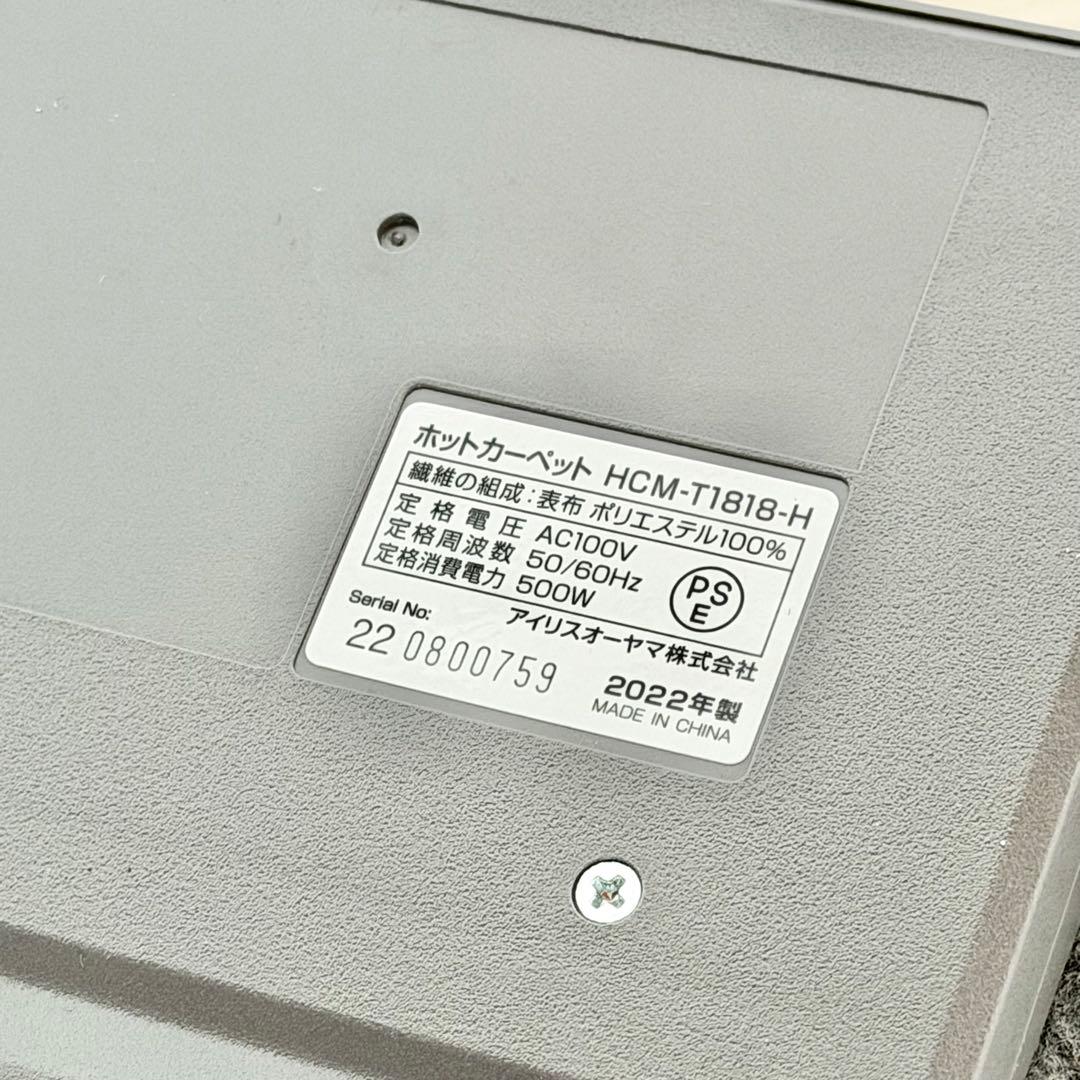 ホットカーペット HCM-T1818-H
繊維の組成：表布 ポリエステル100%
定格電圧 AC100V
定格周波数 50/60Hz
定格消費電力 500W
PS
E
アイリスオーヤマ株式会社
Serial No:
22 0800759
2022年製
MADE IN CHINA